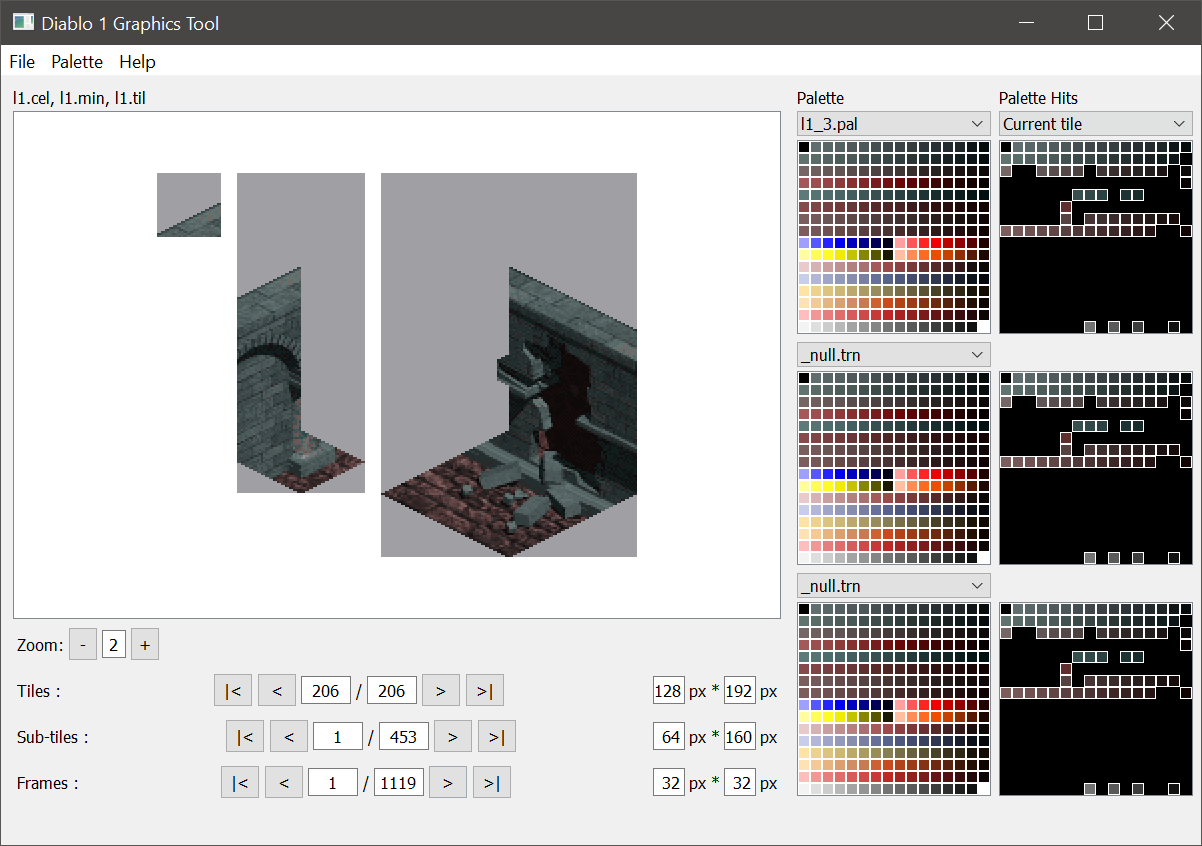 Diablo 1 Graphics Tool
File Palette Help
l1.cel, l1.min, l1.til
Palette
Palette Hits
l1_3.pal
Current tile
_null.trn
_null.trn
Zoom: - 2 +
Tiles : |< < 206 / 206 > >| 128 px * 192 px
Sub-tiles : |< < 1 / 453 > >| 64 px * 160 px
Frames : |< < 1 / 1119 > >| 32 px * 32 px